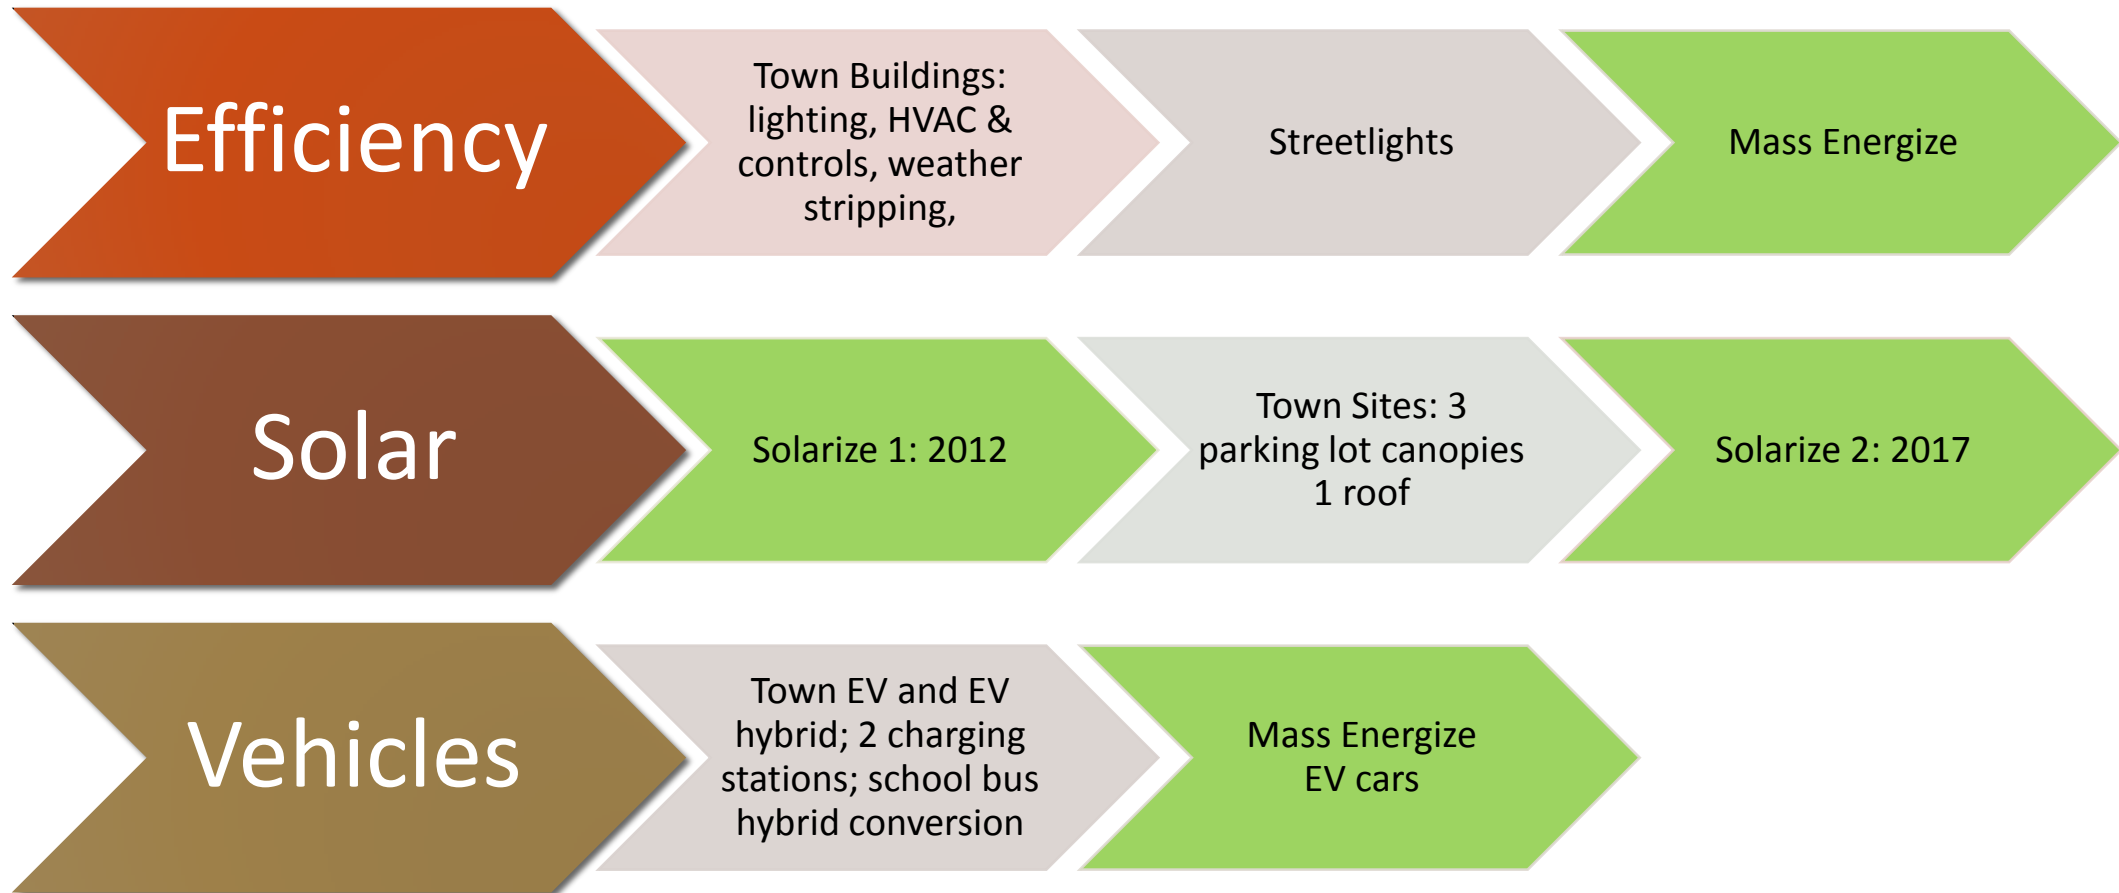 Efficiency
Town Buildings:
lighting, HVAC &
controls, weather
stripping,
Streetlights
Mass Energize
Solar
Solarize 1: 2012
Town Sites: 3
parking lot canopies
1 roof
Solarize 2: 2017
Vehicles
Town EV and EV
hybrid; 2 charging
stations; school bus
hybrid conversion
Mass Energize
EV cars